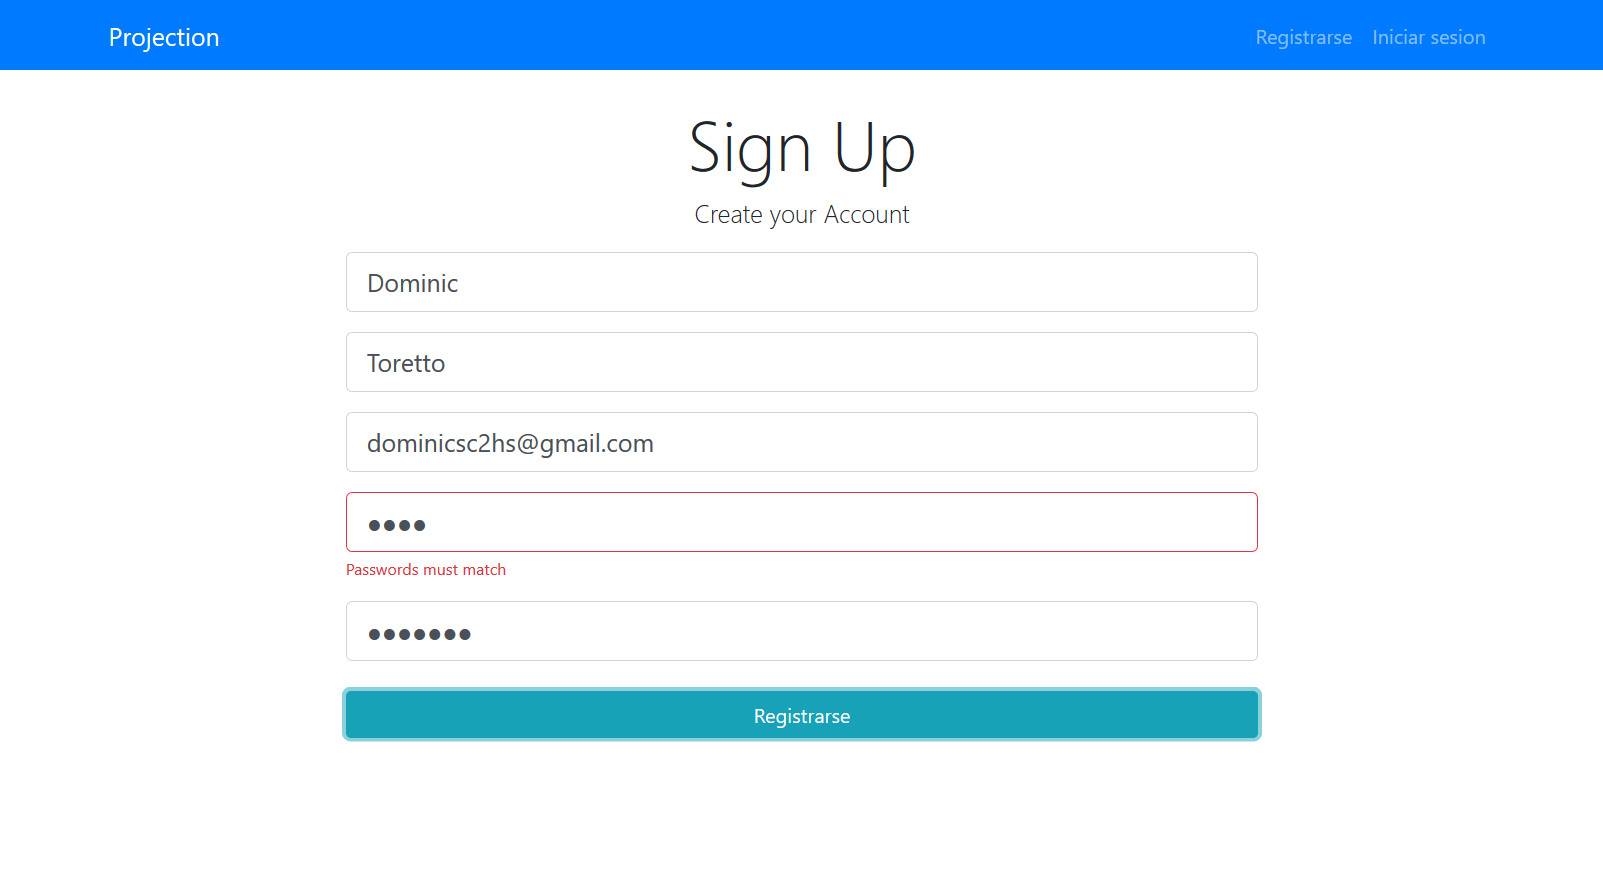 Projection
Registrarse Iniciar sesion
Sign Up
Create your Account
Dominic
Toretto
dominicsc2hs@gmail.com
●●●●
Passwords must match
●●●●●●●
Registrarse